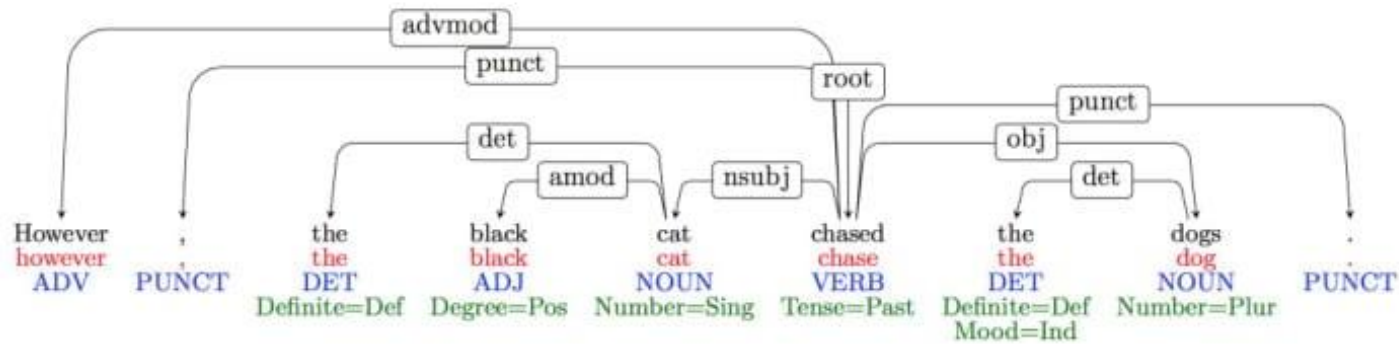 advmod
punct
root
punct
det
obj
amod
nsubj
det
However , the black cat chased the dogs .
however , the black cat chase the dog .
ADV PUNCT DET ADJ NOUN VERB DET NOUN PUNCT
Definite=Def Degree=Pos Number=Sing Tense=Past Definite=Def Number=Plur
Mood=Ind